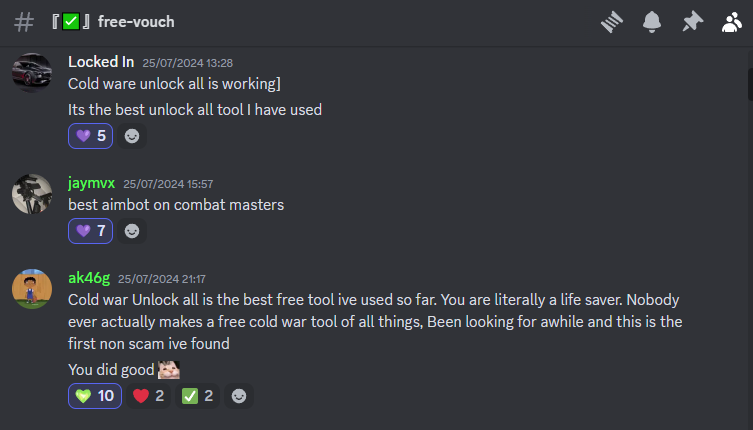 # 『✅』 free-vouch
Locked In 25/07/2024 13:28
Cold ware unlock all is working]
Its the best unlock all tool I have used
💜 5
jaymvx 25/07/2024 15:57
best aimbot on combat masters
💜 7
ak46g 25/07/2024 21:17
Cold war Unlock all is the best free tool ive used so far. You are literally a life saver. Nobody
ever actually makes a free cold war tool of all things, Been looking for awhile and this is the
first non scam ive found
You did good
💚 10 ❤️ 2 ✅ 2